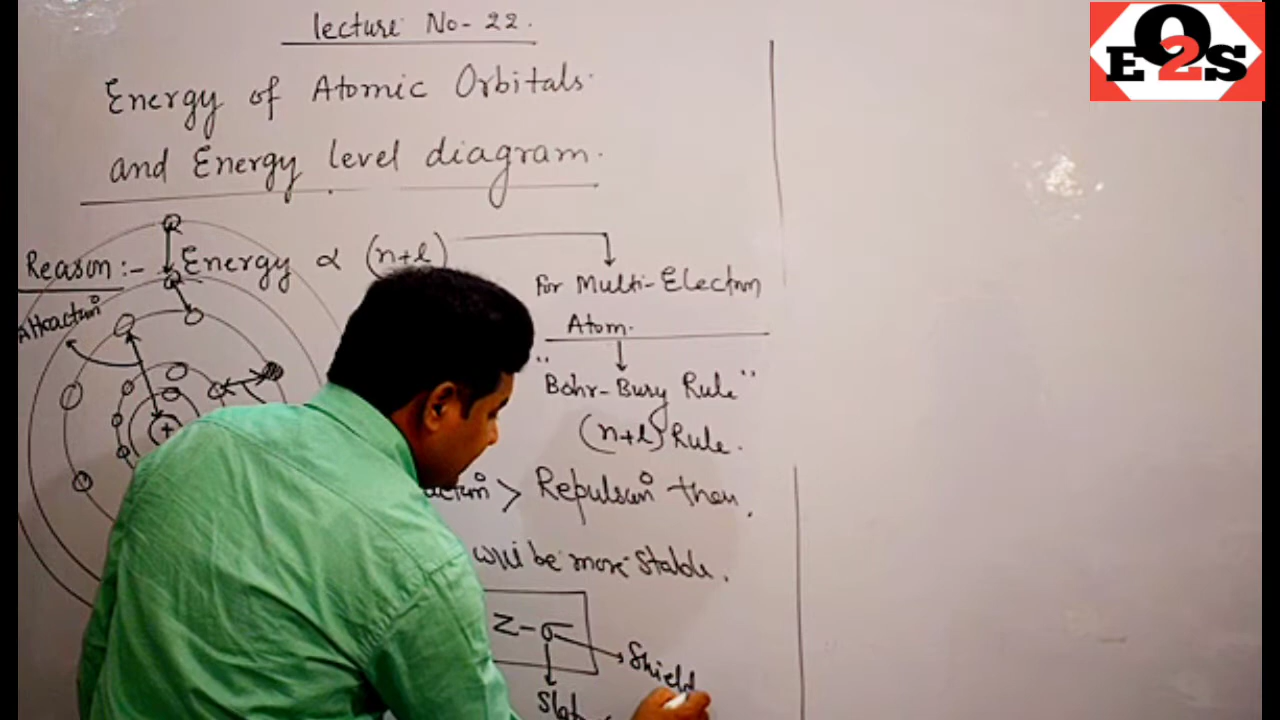 lecture No-22.
EQ2S
Energy of Atomic Orbitals
and Energy level diagram.
Reason:- Energy ∝ (n+l)
Attraction
For Multi-Electron
Atom.
"Bohr-Bury Rule"
(n+l) Rule.
+
> Repulsion then
will be more stable.
Z-σ
Shield